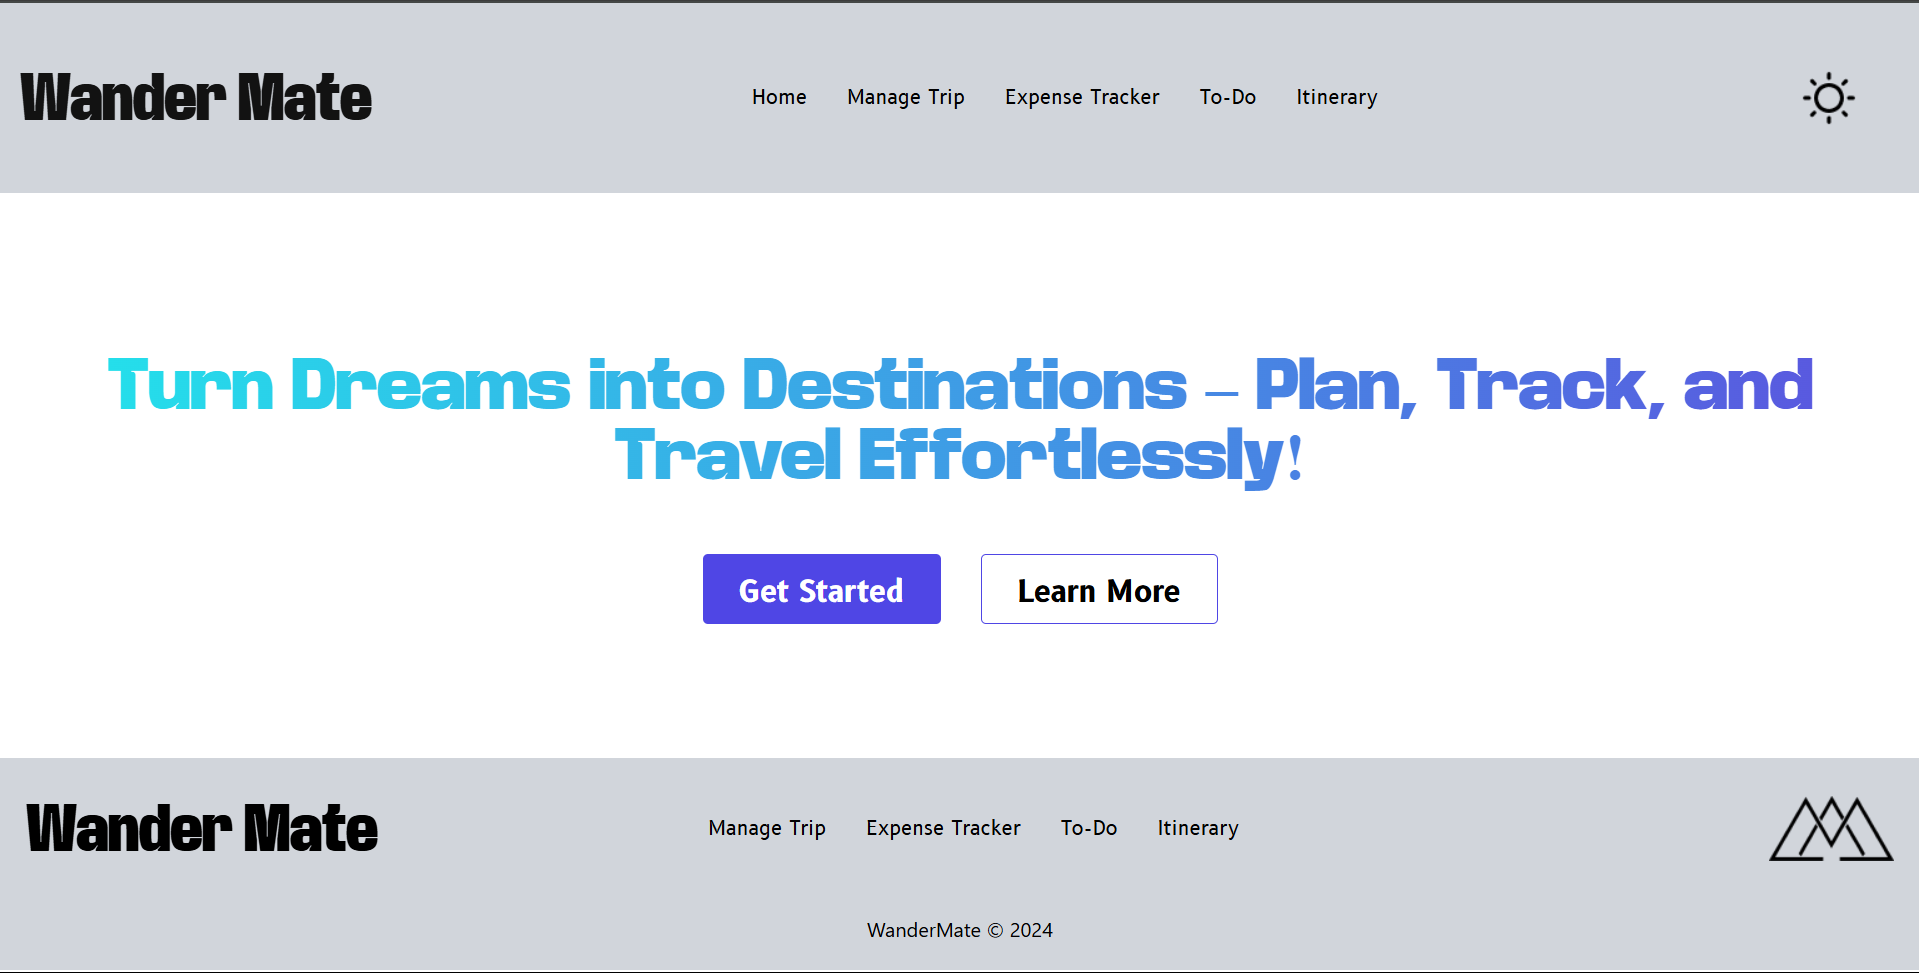 Wander Mate
Home Manage Trip Expense Tracker To-Do Itinerary
Turn Dreams into Destinations – Plan, Track, and
Travel Effortlessly!
Get Started Learn More
Wander Mate
Manage Trip Expense Tracker To-Do Itinerary
WanderMate © 2024